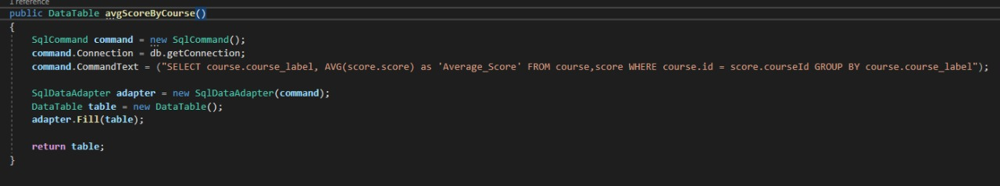 1 reference
public DataTable avgScoreByCourse()
{
SqlCommand command = new SqlCommand();
command.Connection = db.getConnection;
command.CommandText = ("SELECT course.course_label, AVG(score.score) as 'Average_Score' FROM course,score WHERE course.id = score.courseId GROUP BY course.course_label");
SqlDataAdapter adapter = new SqlDataAdapter(command);
DataTable table = new DataTable();
adapter.Fill(table);
return table;
}